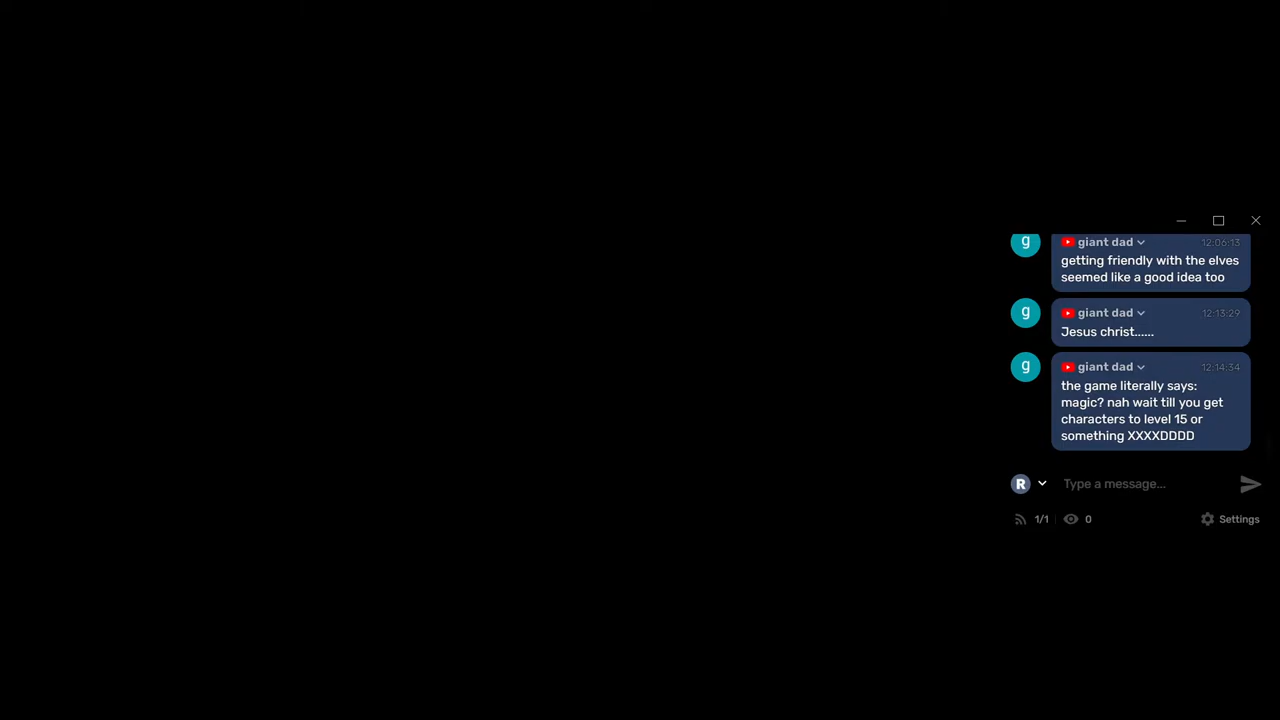 g
giant dad
12:06:13
getting friendly with the elves
seemed like a good idea too
g
giant dad
12:13:29
Jesus christ......
g
giant dad
12:14:34
the game literally says:
magic? nah wait till you get
characters to level 15 or
something XXXXDDDD
R
Type a message...
1/1
0
Settings